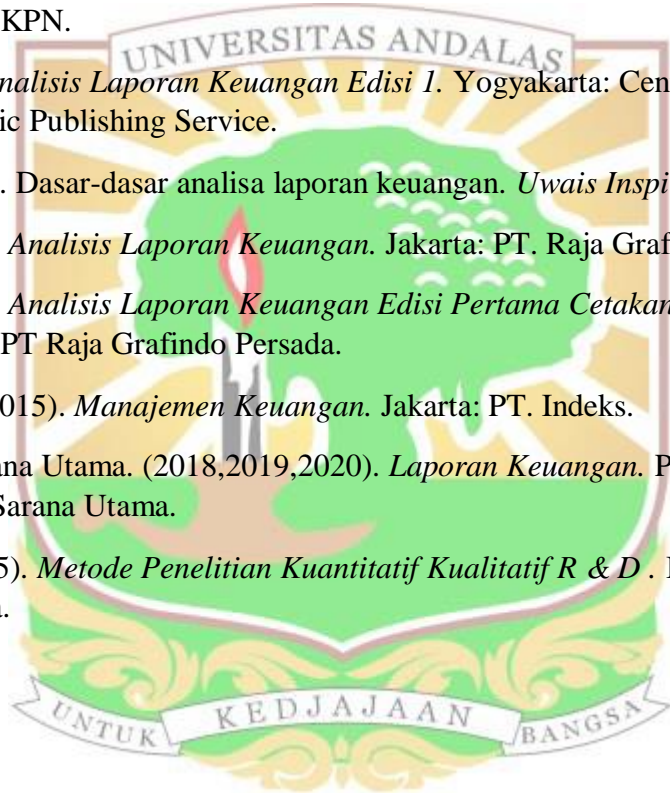 KPN.
UNIVERSITAS ANDALAS
nalisis Laporan Keuangan Edisi 1. Yogyakarta: Cen
ic Publishing Service.
. Dasar-dasar analisa laporan keuangan. Uwais Inspi
Analisis Laporan Keuangan. Jakarta: PT. Raja Graf
Analisis Laporan Keuangan Edisi Pertama Cetakan
PT Raja Grafindo Persada.
015). Manajemen Keuangan. Jakarta: PT. Indeks.
na Utama. (2018,2019,2020). Laporan Keuangan. P
Sarana Utama.
5). Metode Penelitian Kuantitatif Kualitatif R & D .
.
UNTUK KEDJAJAAN BANGSA